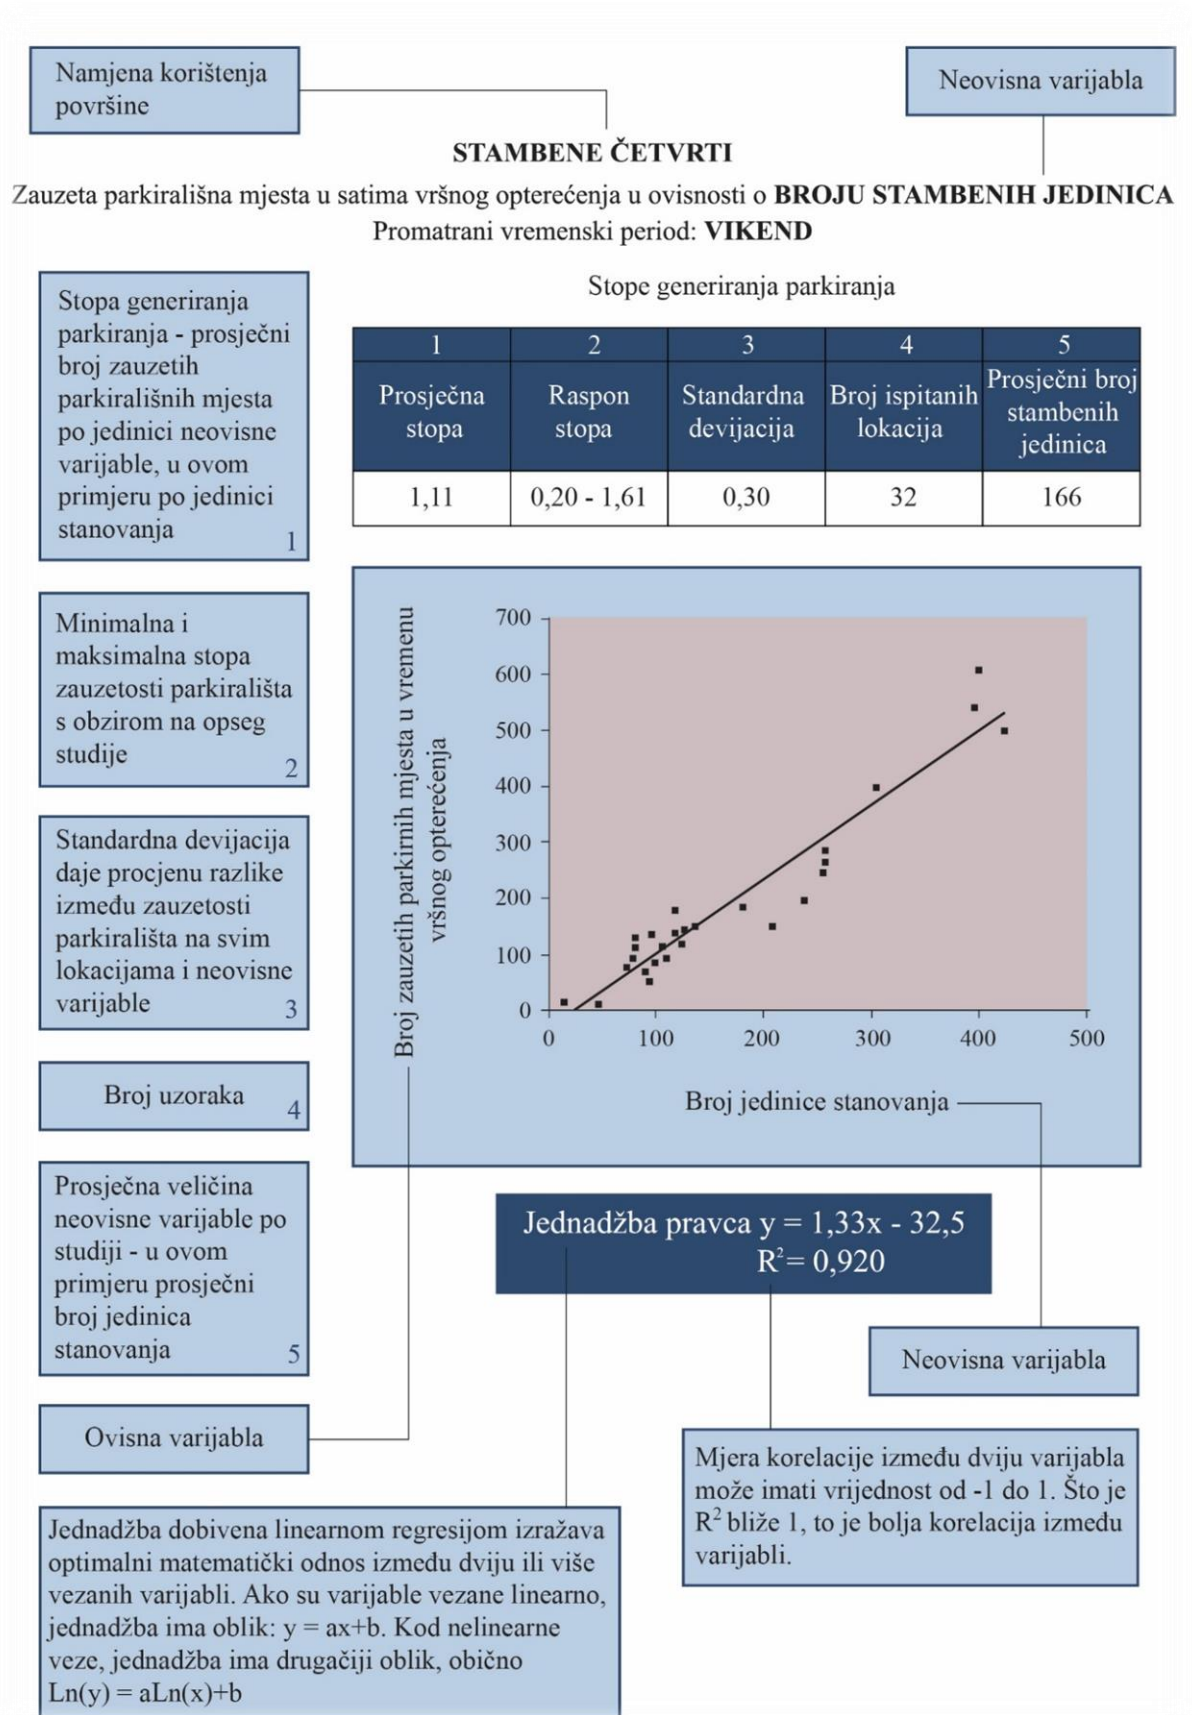 Namjena korištenja
površine
Neovisna varijabla
STAMBENE ČETVRTI
Zauzeta parkirališna mjesta u satima vršnog opterećenja u ovisnosti o BROJU STAMBENIH JEDINICA
Promatrani vremenski period: VIKEND
Stopa generiranja
parkiranja - prosječni
broj zauzetih
parkirališnih mjesta
po jedinici neovisne
varijable, u ovom
primjeru po jedinici
stanovanja
1
Stope generiranja parkiranja
1 2 3 4 5
Prosječna stopa
Raspon stopa
Standardna devijacija
Broj ispitanih lokacija
Prosječni broj stambenih jedinica
1,11 0,20 - 1,61 0,30 32 166
Minimalna i
maksimalna stopa
zauzetosti parkirališta
s obzirom na opseg
studije
2
Standardna devijacija
daje procjenu razlike
između zauzetosti
parkirališta na svim
lokacijama i neovisne
varijable
3
Broj uzoraka
4
Prosječna veličina
neovisne varijable po
studiji - u ovom
primjeru prosječni
broj jedinica
stanovanja
5
Ovisna varijabla
Broj zauzetih parkirnih mjesta u vremenu
vršnog opterećenja
700
600
500
400
300
200
100
0
0 100 200 300 400 500
Broj jedinice stanovanja
Jednadžba pravca y = 1,33x - 32,5
R²= 0,920
Neovisna varijabla
Mjera korelacije između dviju varijabla
može imati vrijednost od -1 do 1. Što je
R² bliže 1, to je bolja korelacija između
varijabli.
Jednadžba dobivena linearnom regresijom izražava
optimalni matematički odnos između dviju ili više
vezanih varijabli. Ako su varijable vezane linearno,
jednadžba ima oblik: y = ax+b. Kod nelinearne
veze, jednadžba ima drugačiji oblik, obično
Ln(y) = aLn(x)+b